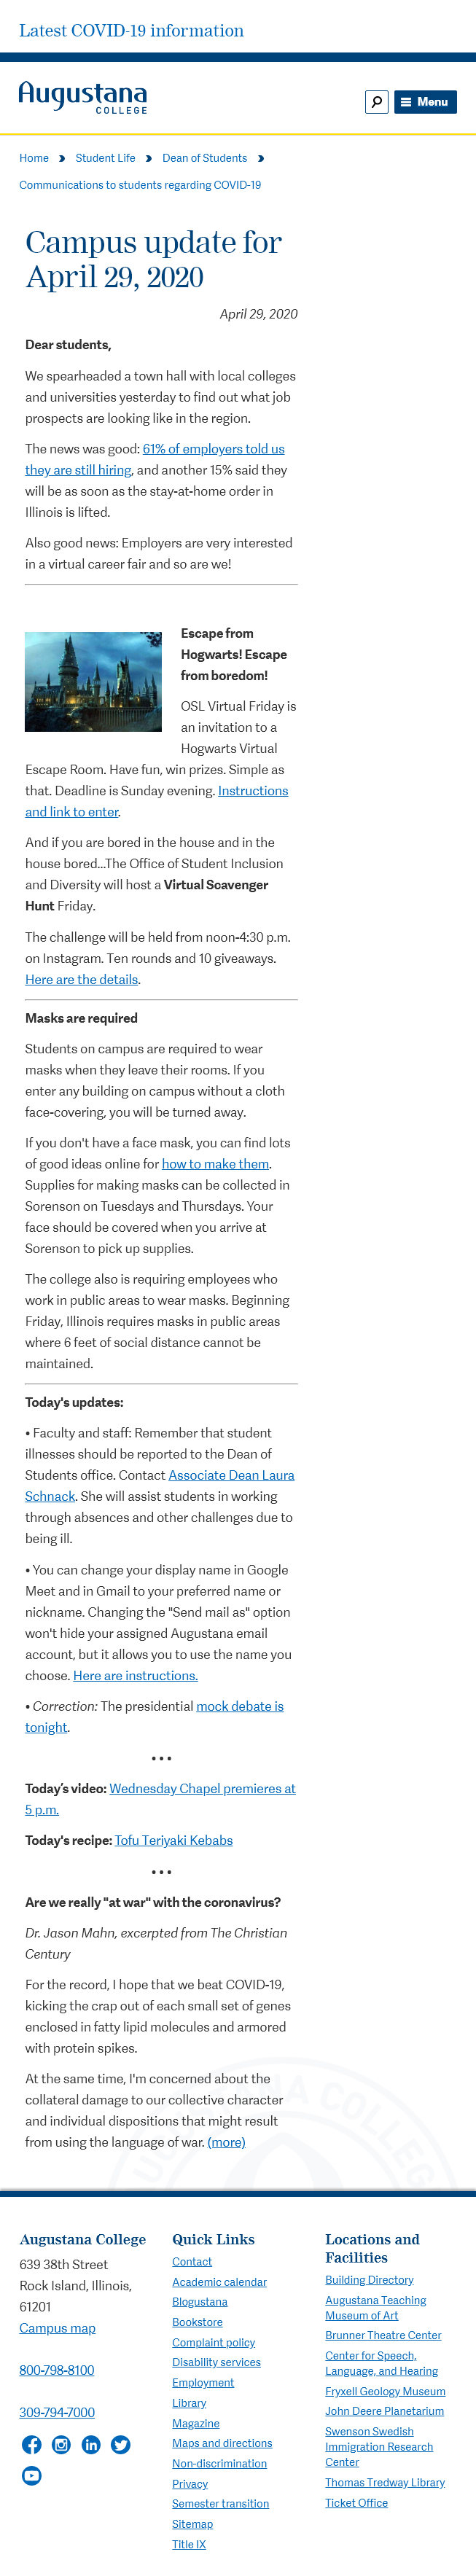 Latest COVID-19 information
Augustana
COLLEGE
Menu
Home
Student Life
Dean of Students
Communications to students regarding COVID-19
Campus update for
April 29, 2020
April 29, 2020
Dear students,
We spearheaded a town hall with local colleges
and universities yesterday to find out what job
prospects are looking like in the region.
The news was good: 61% of employers told us
they are still hiring, and another 15% said they
will be as soon as the stay-at-home order in
Illinois is lifted.
Also good news: Employers are very interested
in a virtual career fair and so are we!
Escape from
Hogwarts! Escape
from boredom!
OSL Virtual Friday is
an invitation to a
Hogwarts Virtual
Escape Room. Have fun, win prizes. Simple as
that. Deadline is Sunday evening. Instructions
and link to enter.
And if you are bored in the house and in the
house bored...The Office of Student Inclusion
and Diversity will host a Virtual Scavenger
Hunt Friday.
The challenge will be held from noon-4:30 p.m.
on Instagram. Ten rounds and 10 giveaways.
Here are the details.
Masks are required
Students on campus are required to wear
masks when they leave their rooms. If you
enter any building on campus without a cloth
face-covering, you will be turned away.
If you don't have a face mask, you can find lots
of good ideas online for how to make them.
Supplies for making masks can be collected in
Sorenson on Tuesdays and Thursdays. Your
face should be covered when you arrive at
Sorenson to pick up supplies.
The college also is requiring employees who
work in public areas to wear masks. Beginning
Friday, Illinois requires masks in public areas
where 6 feet of social distance cannot be
maintained.
Today's updates:
• Faculty and staff: Remember that student
illnesses should be reported to the Dean of
Students office. Contact Associate Dean Laura
Schnack. She will assist students in working
through absences and other challenges due to
being ill.
• You can change your display name in Google
Meet and in Gmail to your preferred name or
nickname. Changing the "Send mail as" option
won't hide your assigned Augustana email
account, but it allows you to use the name you
choose. Here are instructions.
• Correction: The presidential mock debate is
tonight.
• • •
Today’s video: Wednesday Chapel premieres at
5 p.m.
Today's recipe: Tofu Teriyaki Kebabs
• • •
Are we really "at war" with the coronavirus?
Dr. Jason Mahn, excerpted from The Christian
Century
For the record, I hope that we beat COVID-19,
kicking the crap out of each small set of genes
enclosed in fatty lipid molecules and armored
with protein spikes.
At the same time, I'm concerned about the
collateral damage to our collective character
and individual dispositions that might result
from using the language of war. (more)
Augustana College
639 38th Street
Rock Island, Illinois,
61201
Campus map
800-798-8100
309-794-7000
Quick Links
Contact
Academic calendar
Blogustana
Bookstore
Complaint policy
Disability services
Employment
Library
Magazine
Maps and directions
Non-discrimination
Privacy
Semester transition
Sitemap
Title IX
Locations and
Facilities
Building Directory
Augustana Teaching
Museum of Art
Brunner Theatre Center
Center for Speech,
Language, and Hearing
Fryxell Geology Museum
John Deere Planetarium
Swenson Swedish
Immigration Research
Center
Thomas Tredway Library
Ticket Office